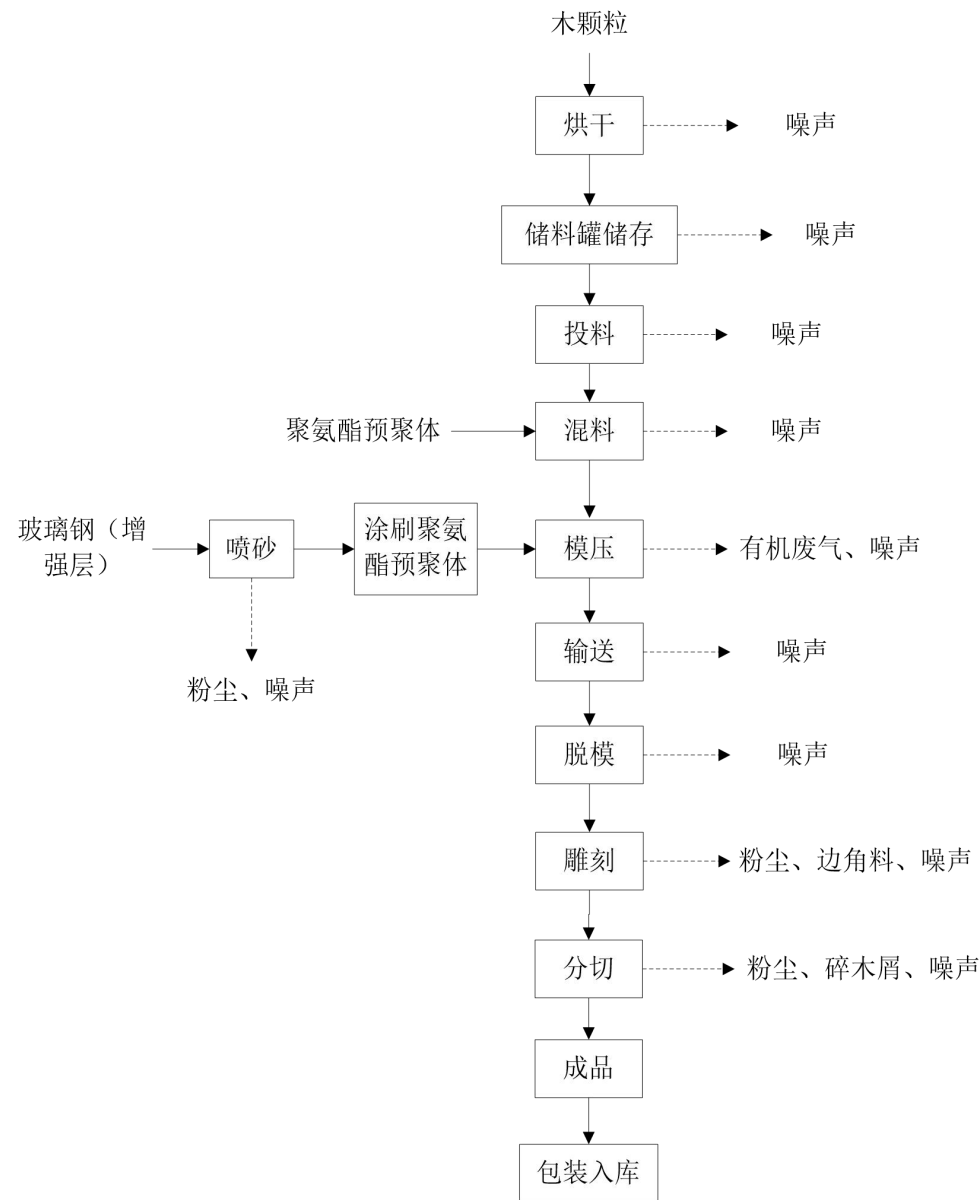 木颗粒
烘干
噪声
储料罐储存
噪声
投料
噪声
聚氨酯预聚体
混料
噪声
玻璃钢（增
强层）
喷砂
涂刷聚氨
酯预聚体
模压
有机废气、噪声
输送
噪声
粉尘、噪声
脱模
噪声
雕刻
粉尘、边角料、噪声
分切
粉尘、碎木屑、噪声
成品
包装入库